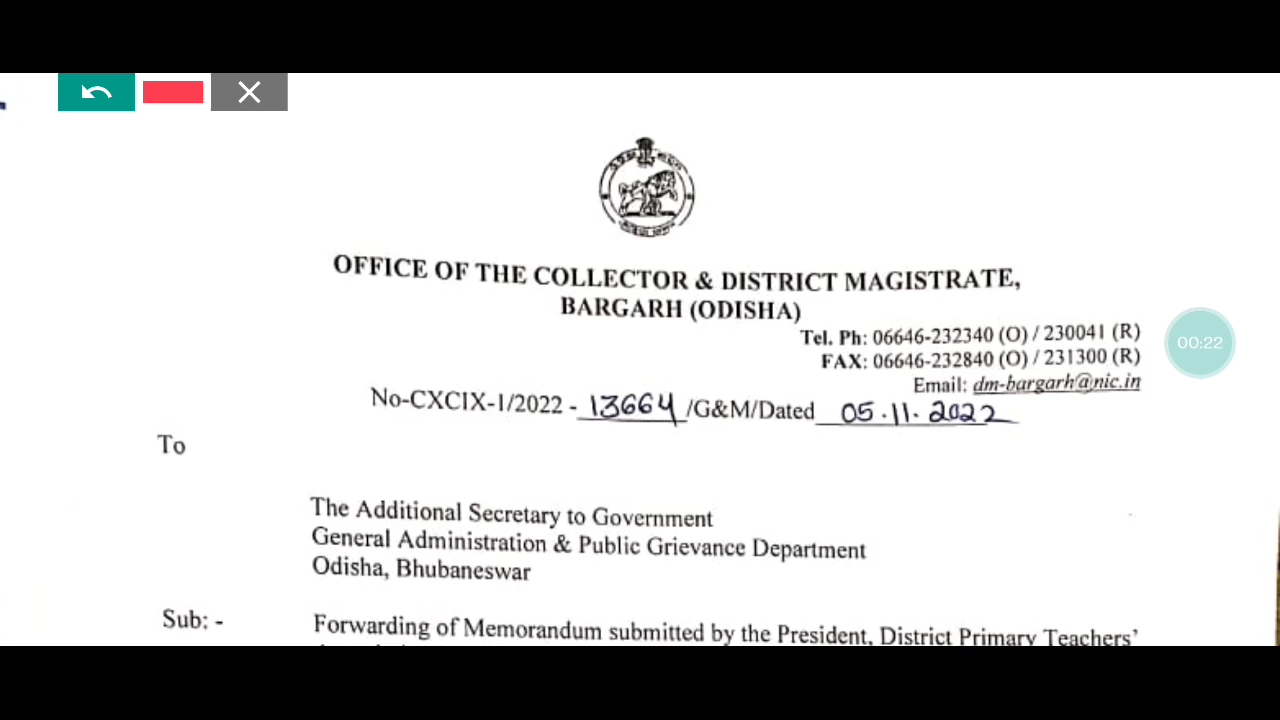 OFFICE OF THE COLLECTOR & DISTRICT MAGISTRATE,
BARGARH (ODISHA)
Tel. Ph: 06646-232340 (O) / 230041 (R)
FAX: 06646-232840 (O) / 231300 (R)
Email: dm-bargarh@nic.in
00:22
No-CXCIX-1/2022 - 13664 /G&M/Dated 05.11.2022
To
The Additional Secretary to Government
General Administration & Public Grievance Department
Odisha, Bhubaneswar
Sub: - Forwarding of Memorandum submitted by the President, District Primary Teachers'